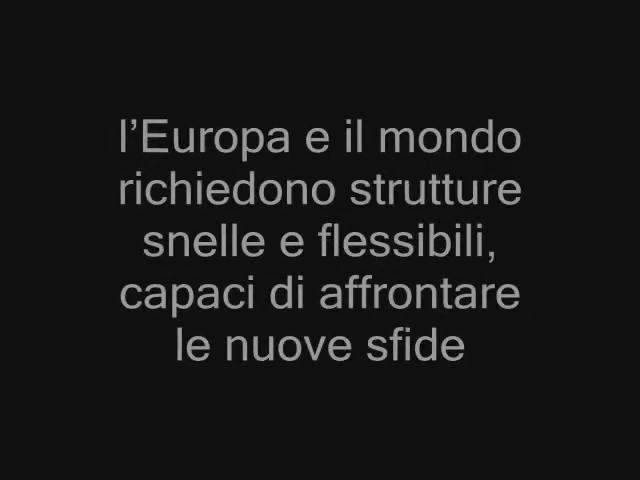 l’Europa e il mondo
richiedono strutture
snelle e flessibili,
capaci di affrontare
le nuove sfide